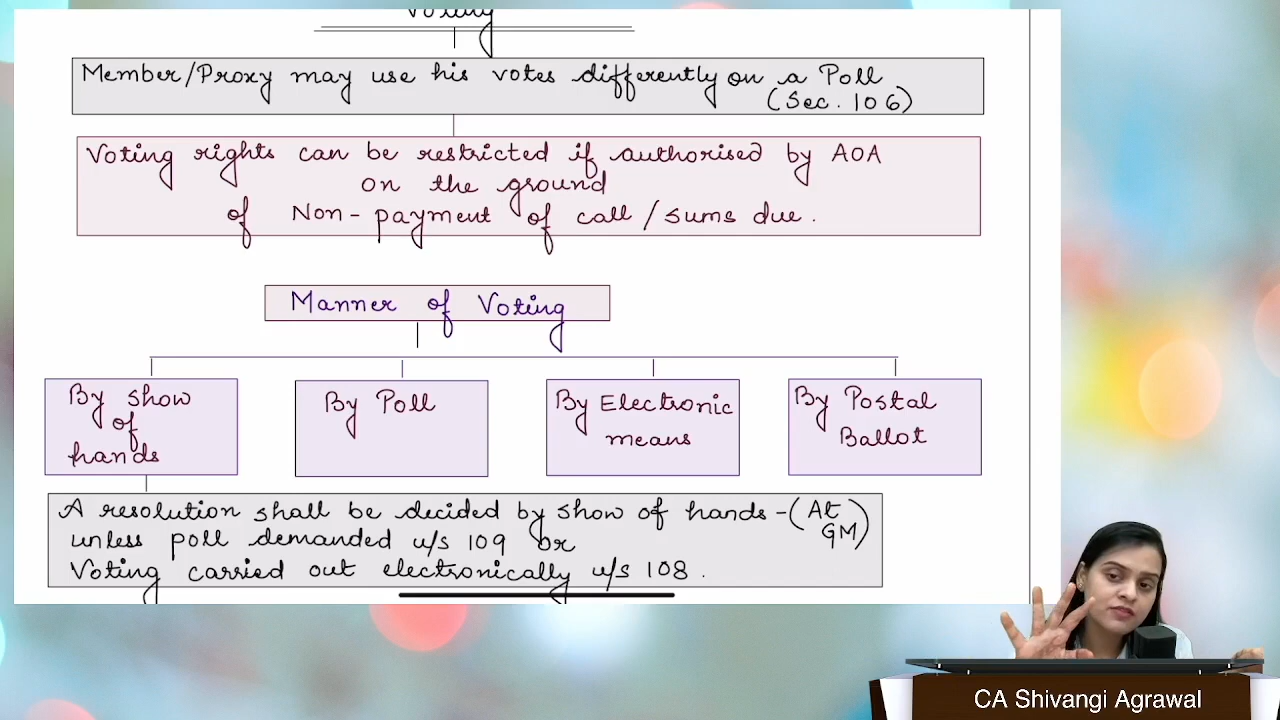 Voting
Member/Proxy may use his votes differently on a Poll
(Sec. 106)
Voting rights can be restricted if authorised by AOA
on the ground
of Non-payment of call/sums due.
Manner of Voting
By show
of
hands
By Poll
By Electronic
means
By Postal
Ballot
A resolution shall be decided by show of hands - (At
GM)
unless poll demanded u/s 109 or
Voting carried out electronically u/s 108.
CA Shivangi Agrawal